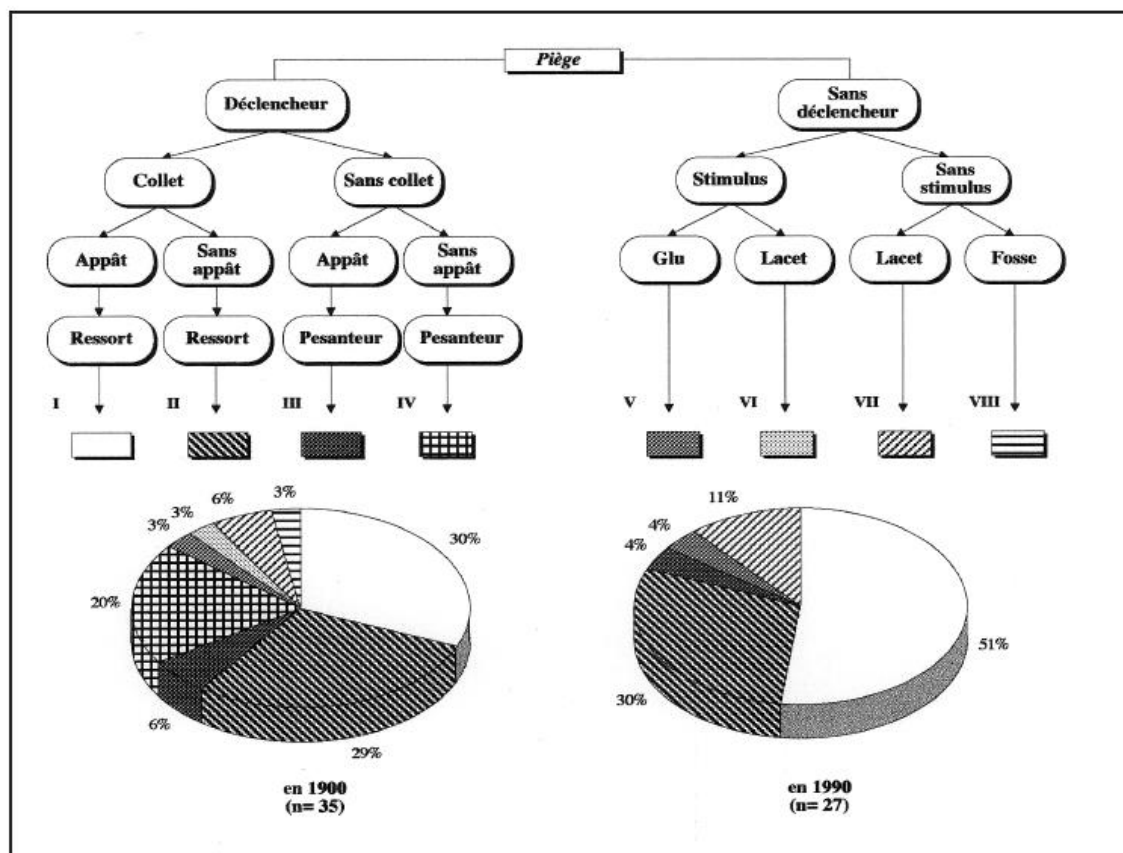 Piège
Déclencheur
Sans
déclencheur
Collet
Sans collet
Stimulus
Sans
stimulus
Appât
Sans
appât
Appât
Sans
appât
Glu
Lacet
Lacet
Fosse
Ressort
Ressort
Pesanteur
Pesanteur
I
II
III
IV
V
VI
VII
VIII
3%
3%
6%
3%
30%
20%
6%
29%
en 1900
(n= 35)
11%
4%
4%
51%
30%
en 1990
(n= 27)